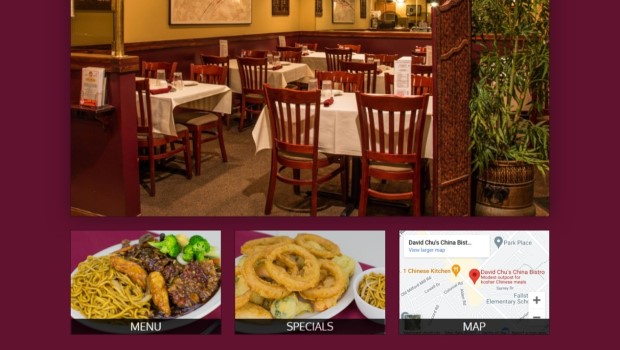 David Chu's China Bist...
View larger map
Park Place
1 Chinese Kitchen
David Chu's China Bistro
Modest outpost for
kosher Chinese meals
Fallst
Elementary Scho
+
MENU
SPECIALS
MAP